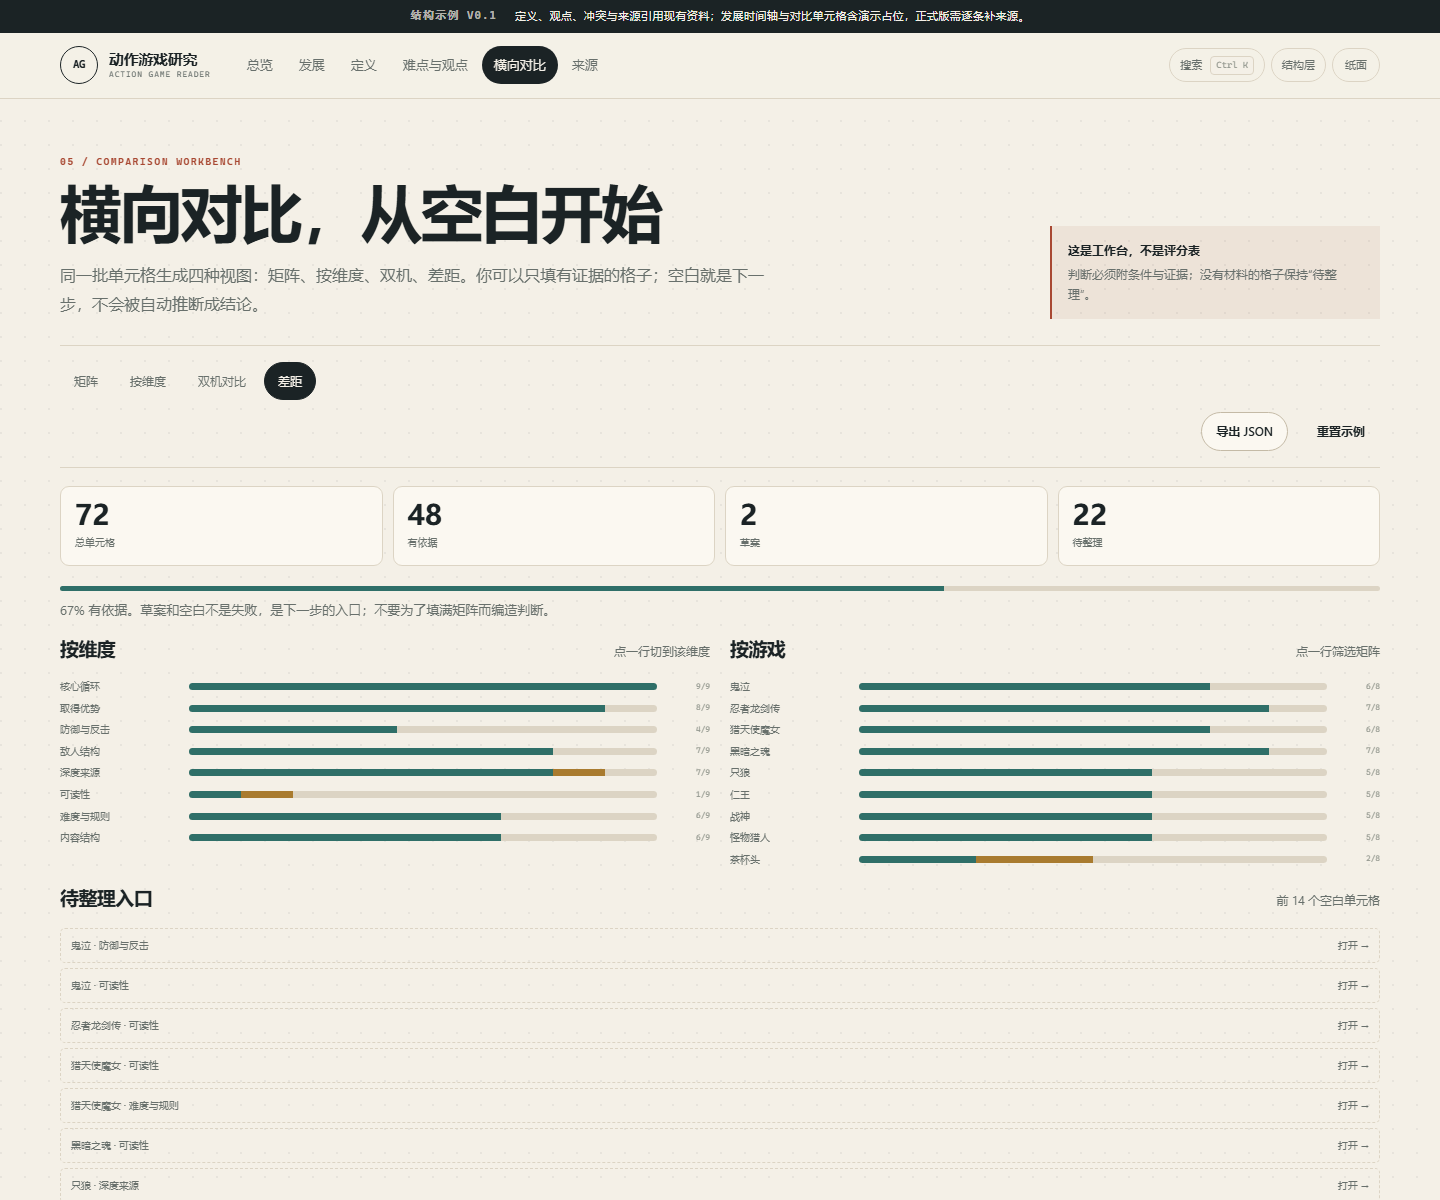 结构示例 V0.1 定义、观点、冲突与来源引用现有资料；发展时间轴与对比单元格含演示占位，正式版需逐条补来源。
AG 动作游戏研究
ACTION GAME READER
总览 发展 定义 难点与观点 横向对比 来源
搜索 Ctrl K 结构层 纸面
05 / COMPARISON WORKBENCH
横向对比，从空白开始
同一批单元格生成四种视图：矩阵、按维度、双机、差距。你可以只填有证据的格子；空白就是下一
步，不会被自动推断成结论。
这是工作台，不是评分表
判断必须附条件与证据；没有材料的格子保持“待整
理”。
矩阵 按维度 双机对比 差距
导出 JSON 重置示例
72
总单元格
48
有依据
2
草案
22
待整理
67% 有依据。草案和空白不是失败，是下一步的入口；不要为了填满矩阵而编造判断。
按维度 点一行切到该维度
核心循环 9/9
取得优势 8/9
防御与反击 4/9
敌人结构 7/9
深度来源 7/9
可读性 1/9
难度与规则 6/9
内容结构 6/9
按游戏 点一行筛选矩阵
鬼泣 6/8
忍者龙剑传 7/8
猎天使魔女 6/8
黑暗之魂 7/8
只狼 5/8
仁王 5/8
战神 5/8
怪物猎人 5/8
茶杯头 2/8
待整理入口 前 14 个空白单元格
鬼泣 · 防御与反击 打开 →
鬼泣 · 可读性 打开 →
忍者龙剑传 · 可读性 打开 →
猎天使魔女 · 可读性 打开 →
猎天使魔女 · 难度与规则 打开 →
黑暗之魂 · 可读性 打开 →
只狼 · 深度来源 打开 →